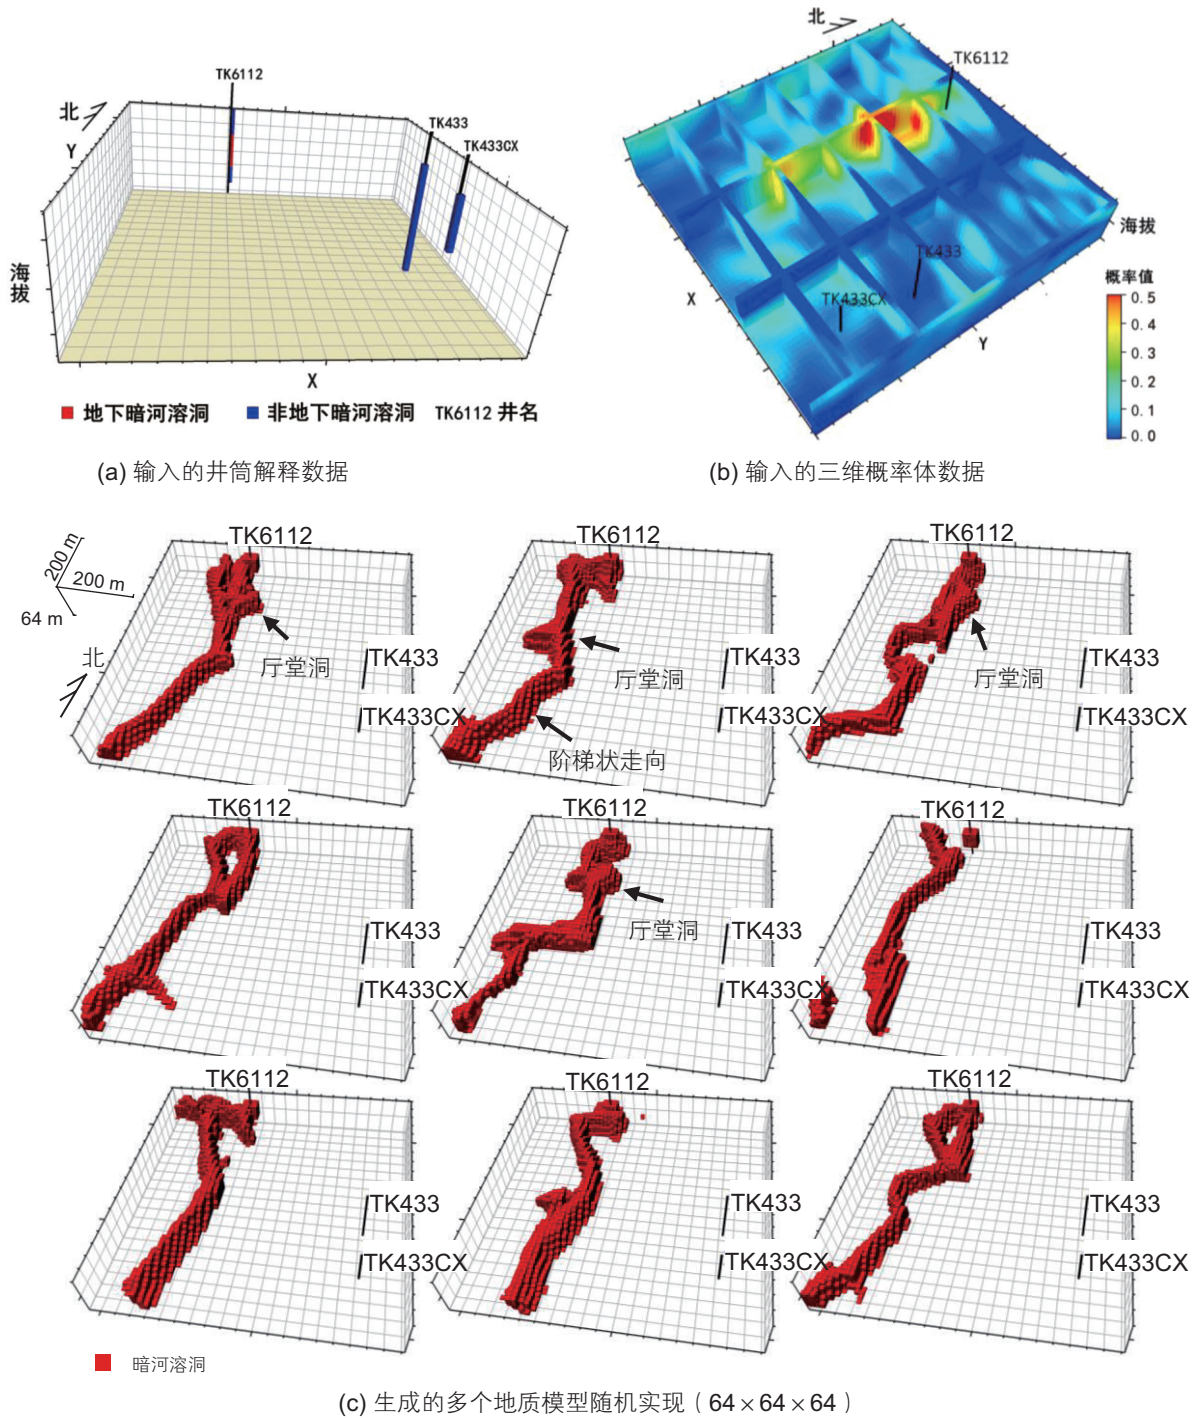 TK6112
北
TK433
TK433CX
Y
海拔
X
地下暗河溶洞 非地下暗河溶洞 TK6112 井名
(a) 输入的井筒解释数据
北
TK6112
海拔
TK433
X
TK433CX
Y
概率值
0.5
0.4
0.3
0.2
0.1
0.0
(b) 输入的三维概率体数据
200 m
200 m
64 m
北
TK6112
厅堂洞
TK433
TK433CX
TK6112
厅堂洞
TK433
TK433CX
阶梯状走向
TK6112
TK433
厅堂洞
TK433CX
TK6112
TK433
TK433CX
TK6112
厅堂洞
TK433
TK433CX
TK6112
TK433
TK433CX
TK6112
TK433
TK433CX
TK6112
TK433
TK433CX
TK6112
TK433
TK433CX
暗河溶洞
(c) 生成的多个地质模型随机实现（64×64×64）